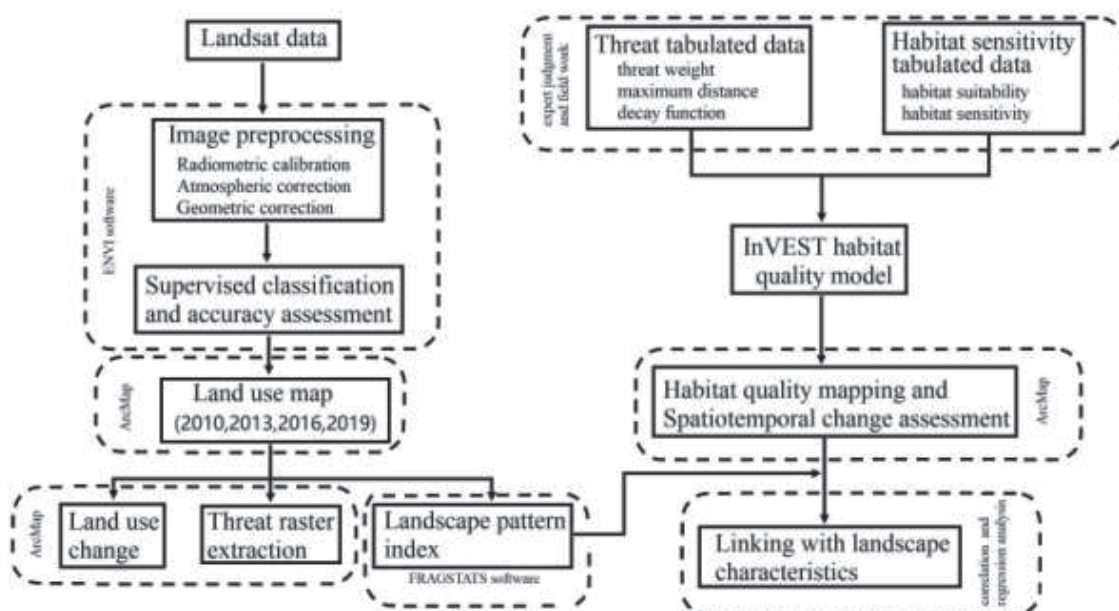 Landsat data
Image preprocessing
Radiometric calibration
Atmospheric correction
Geometric correction
ENVI software
Supervised classification
and accuracy assessment
ArcMap
Land use map
(2010,2013,2016,2019)
ArcMap
Land use
change
Threat raster
extraction
Landscape pattern
index
FRAGSTATS software
expert judgment
and field work
Threat tabulated data
threat weight
maximum distance
decay function
Habitat sensitivity
tabulated data
habitat suitability
habitat sensitivity
InVEST habitat
quality model
Habitat quality mapping and
Spatiotemporal change assessment
ArcMap
Linking with landscape
characteristics
correlation and
regression analysis